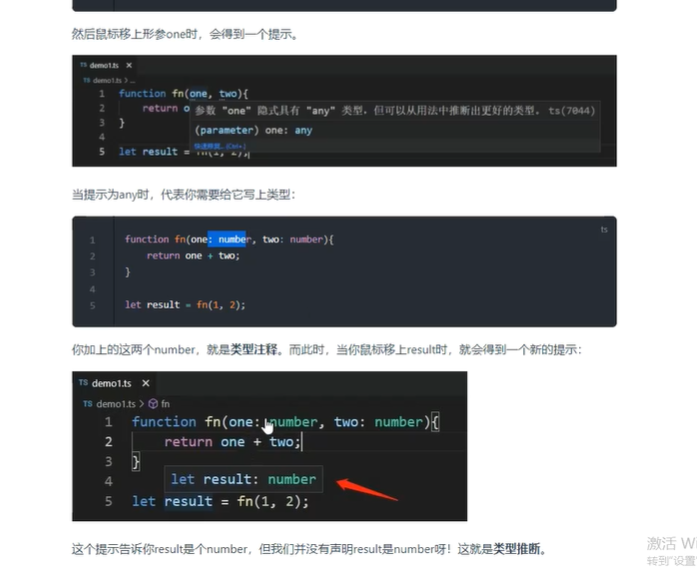 然后鼠标移上形参one时，会得到一个提示。
TS demo1.ts ×
TS demo1.ts > ...
1 function fn(one, two){
2 return o
参数 "one" 隐式具有 "any" 类型，但可以从用法中推断出更好的类型。 ts(7044)
3 }
(parameter) one: any
4
快速修复... (Ctrl+.)
5 let result = fn(1, 2);
当提示为any时，代表你需要给它写上类型：
ts
1 function fn(one: number, two: number){
2 return one + two;
3 }
4
5 let result = fn(1, 2);
你加上的这两个number，就是类型注释。而此时，当你鼠标移上result时，就会得到一个新的提示：
TS demo1.ts ×
TS demo1.ts > fn
1 function fn(one: number, two: number){
2 return one + two;
3 }
4 let result: number
5 let result = fn(1, 2);
这个提示告诉你result是个number，但我们并没有声明result是number呀！这就是类型推断。
激活 Wi
转到"设置